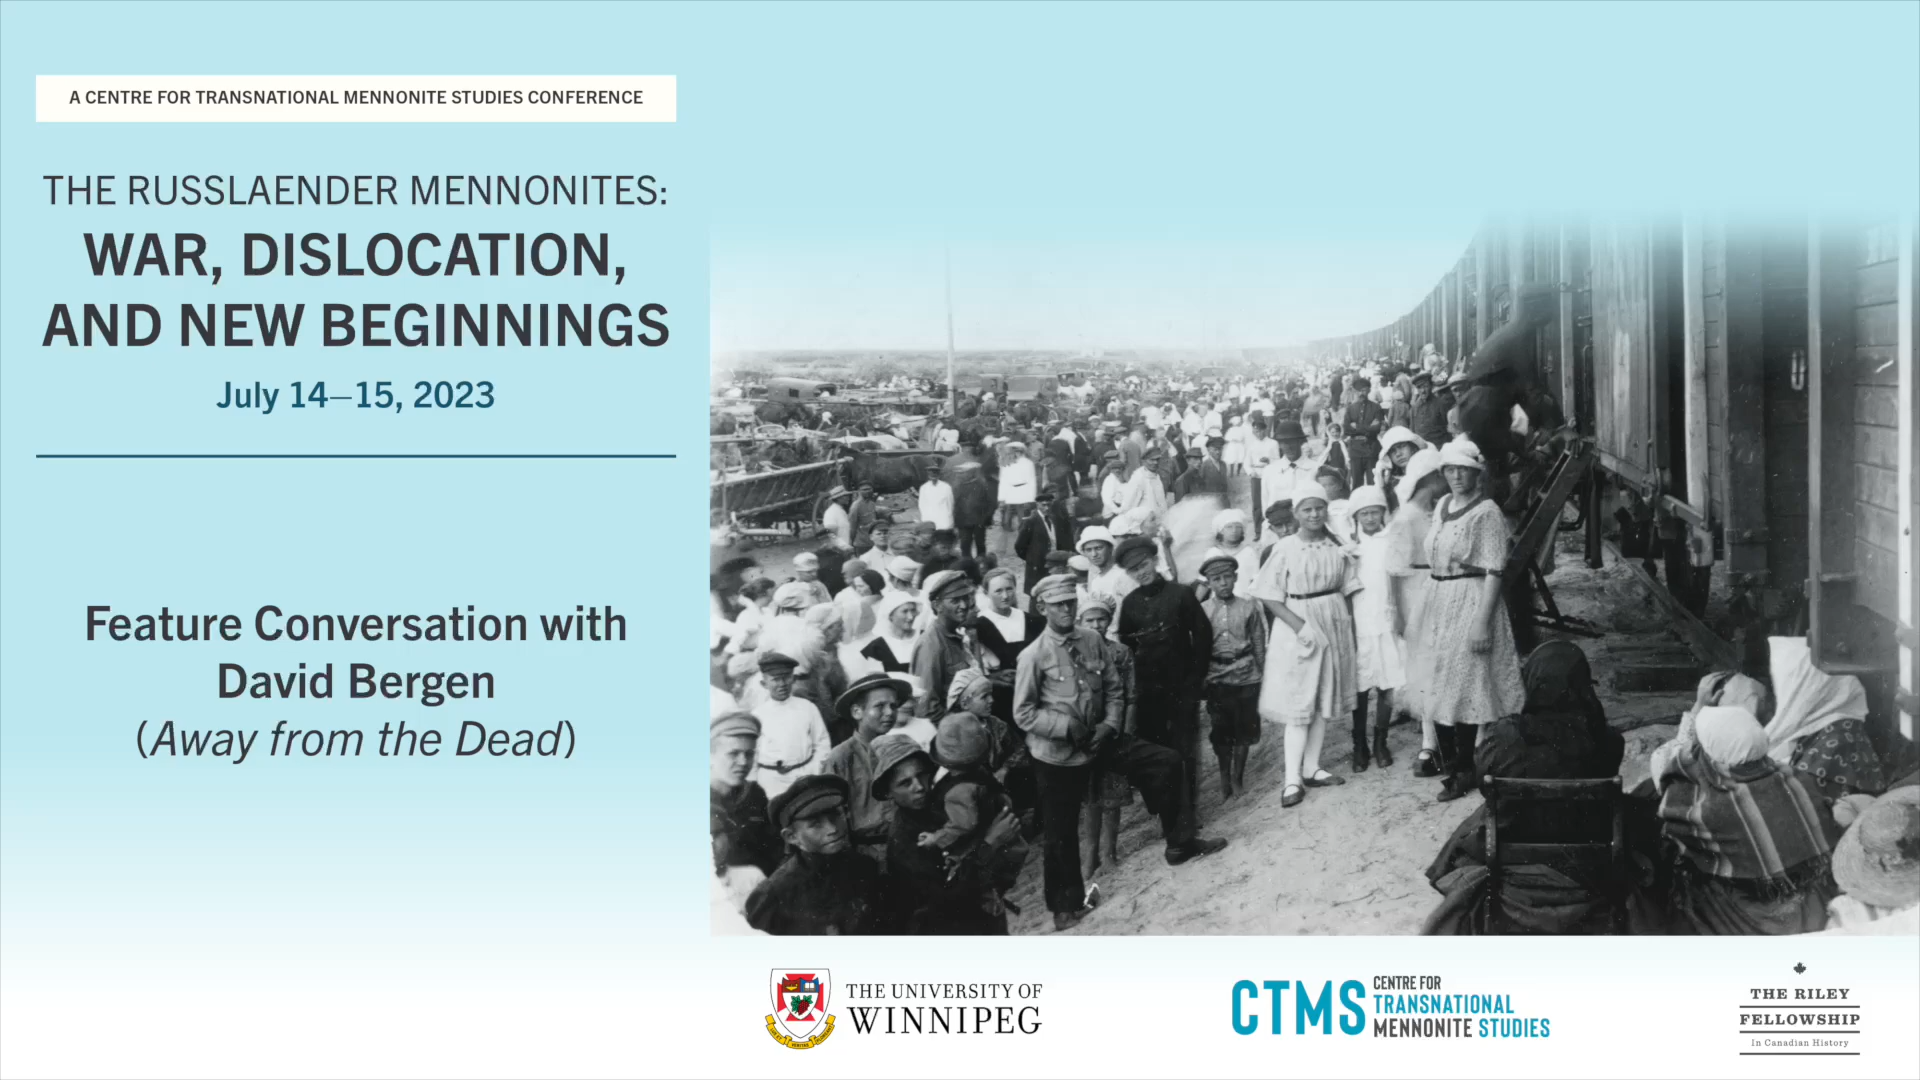 A CENTRE FOR TRANSNATIONAL MENNONITE STUDIES CONFERENCE
THE RUSSLAENDER MENNONITES:
WAR, DISLOCATION,
AND NEW BEGINNINGS
July 14–15, 2023
Feature Conversation with
David Bergen
(Away from the Dead)
THE UNIVERSITY OF
WINNIPEG
CTMS
CENTRE FOR
TRANSNATIONAL
MENNONITE STUDIES
THE RILEY
FELLOWSHIP
In Canadian History